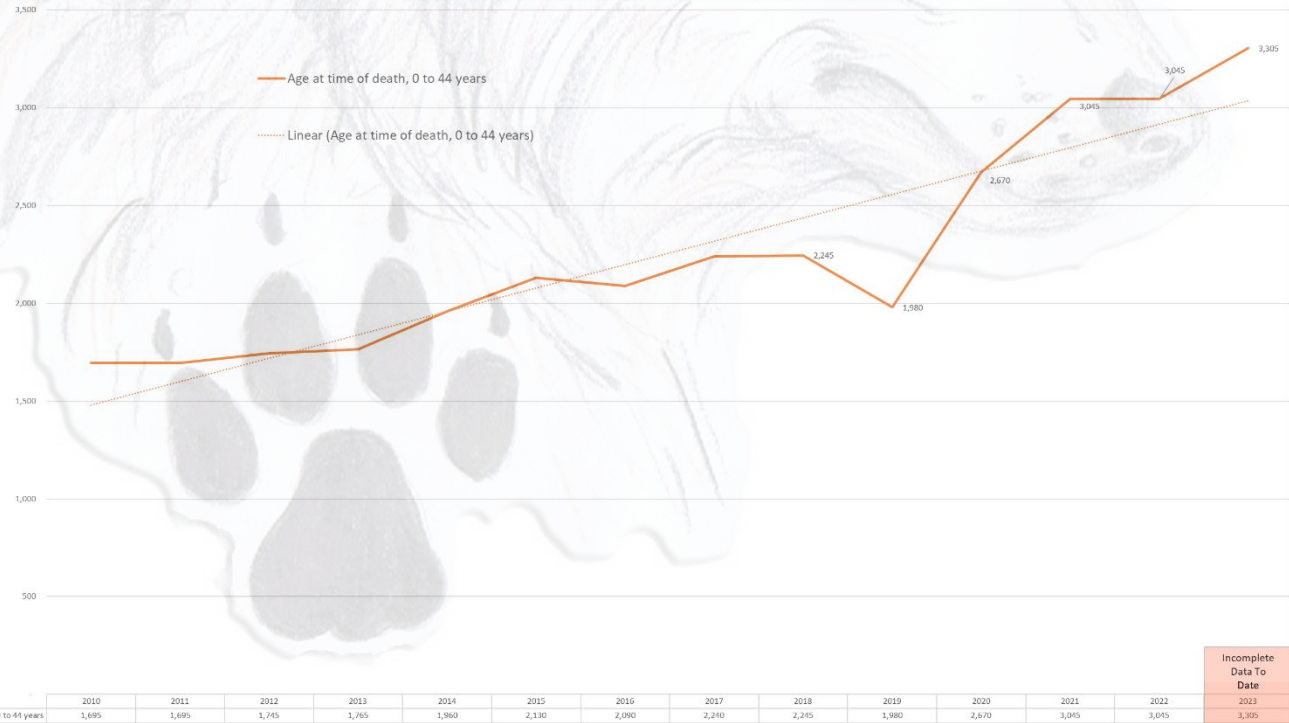 3,500
3,000
2,500
2,000
1,500
1,000
500
-
Age at time of death, 0 to 44 years
Linear (Age at time of death, 0 to 44 years)
2,245
1,980
2,670
3,045
3,045
3,305
Incomplete
Data To
Date
2010 2011 2012 2013 2014 2015 2016 2017 2018 2019 2020 2021 2022 2023
to 44 years 1,695 1,695 1,745 1,765 1,960 2,130 2,090 2,240 2,245 1,980 2,670 3,045 3,045 3,305